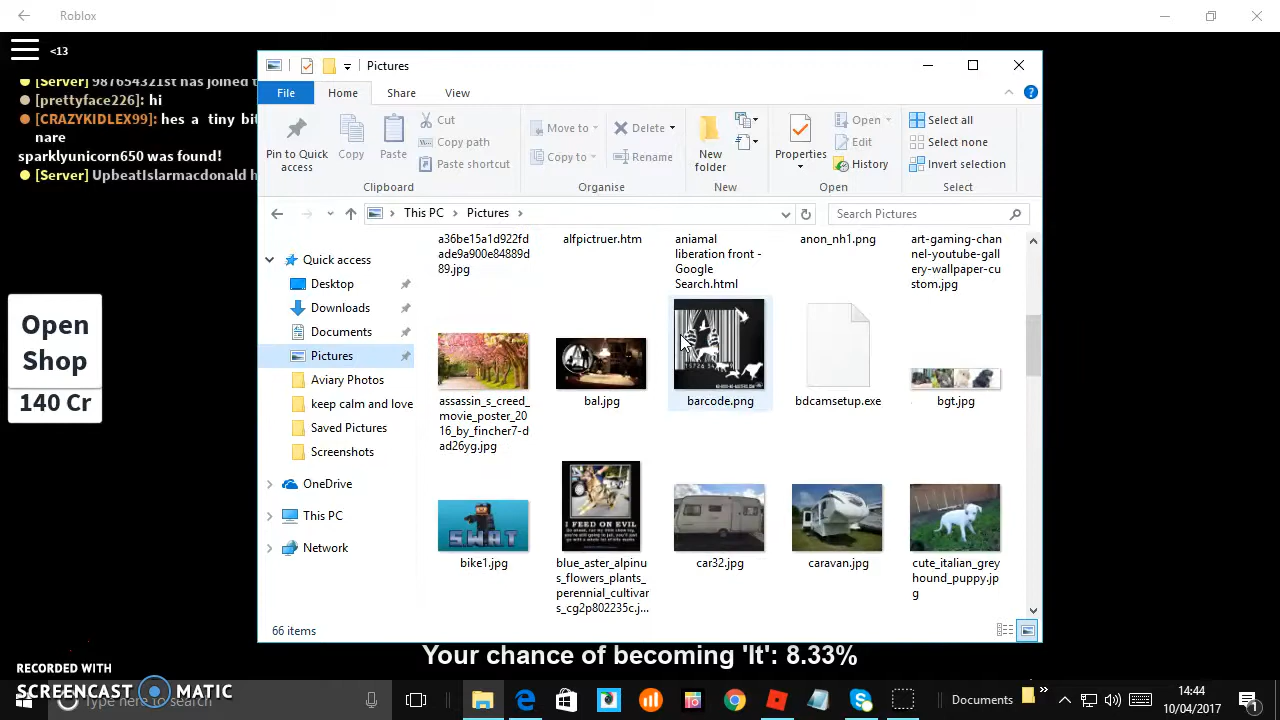 Roblox
<13
[Server] 987654321st has joined t
[prettyface226]: hi
[CRAZYKIDLEX99]: hes a tiny bit
nare
sparklyunicorn650 was found!
[Server] UpbeatIslarmacdonald h
Open
Shop
140 Cr
Pictures
File Home Share View
Pin to Quick
access
Copy
Paste
Cut
Copy path
Paste shortcut
Clipboard
Move to
Copy to
Delete
Rename
Organise
New
folder
New
Properties
Open
Edit
History
Open
Select all
Select none
Invert selection
Select
This PC Pictures
Search Pictures
Quick access
Desktop
Downloads
Documents
Pictures
Aviary Photos
keep calm and love
Saved Pictures
Screenshots
OneDrive
This PC
Network
a36be15a1d922fd
ade9a900e84889d
89.jpg
alfpictruer.htm
aniamal
liberation front -
Google
Search.html
anon_nh1.png
art-gaming-chan
nel-youtube-gall
ery-wallpaper-cu
stom.jpg
assassin_s_creed_
movie_poster_20
16_by_fincher7-d
ad26yg.jpg
bal.jpg
barcode.png
bdcamsetup.exe
bgt.jpg
S.W.A.T
bike1.jpg
I FEED ON EVIL
blue_aster_alpinu
s_flowers_plants_
perennial_cultivar
s_cg2p802235c.j...
car32.jpg
caravan.jpg
cute_italian_grey
hound_puppy.jp
g
66 items
Your chance of becoming 'It': 8.33%
RECORDED WITH
SCREENCAST MATIC
type here to search
Documents
14:44
10/04/2017
1